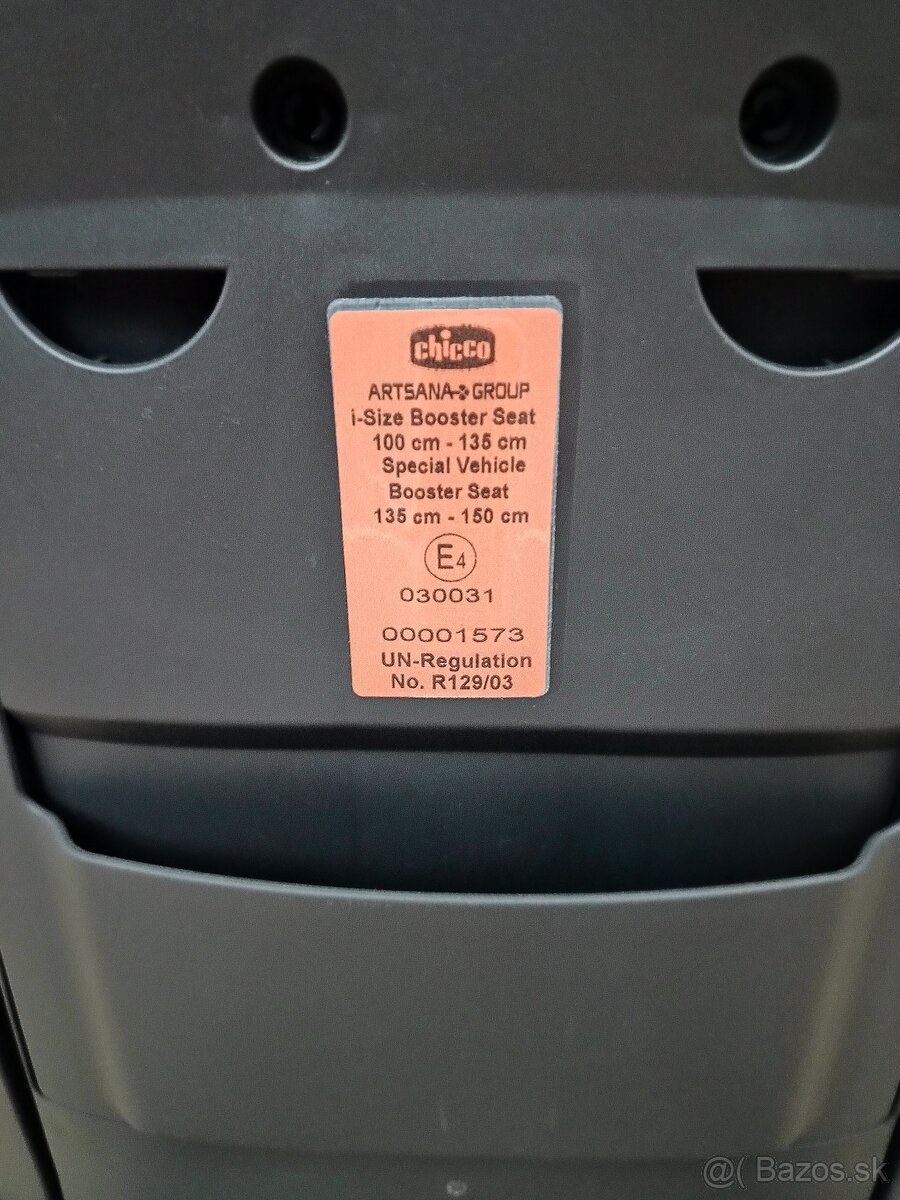 chicco
ARTSANA GROUP
i-Size Booster Seat
100 cm - 135 cm
Special Vehicle
Booster Seat
135 cm - 150 cm
E4
030031
00001573
UN-Regulation
No. R129/03
@( Bazos.sk